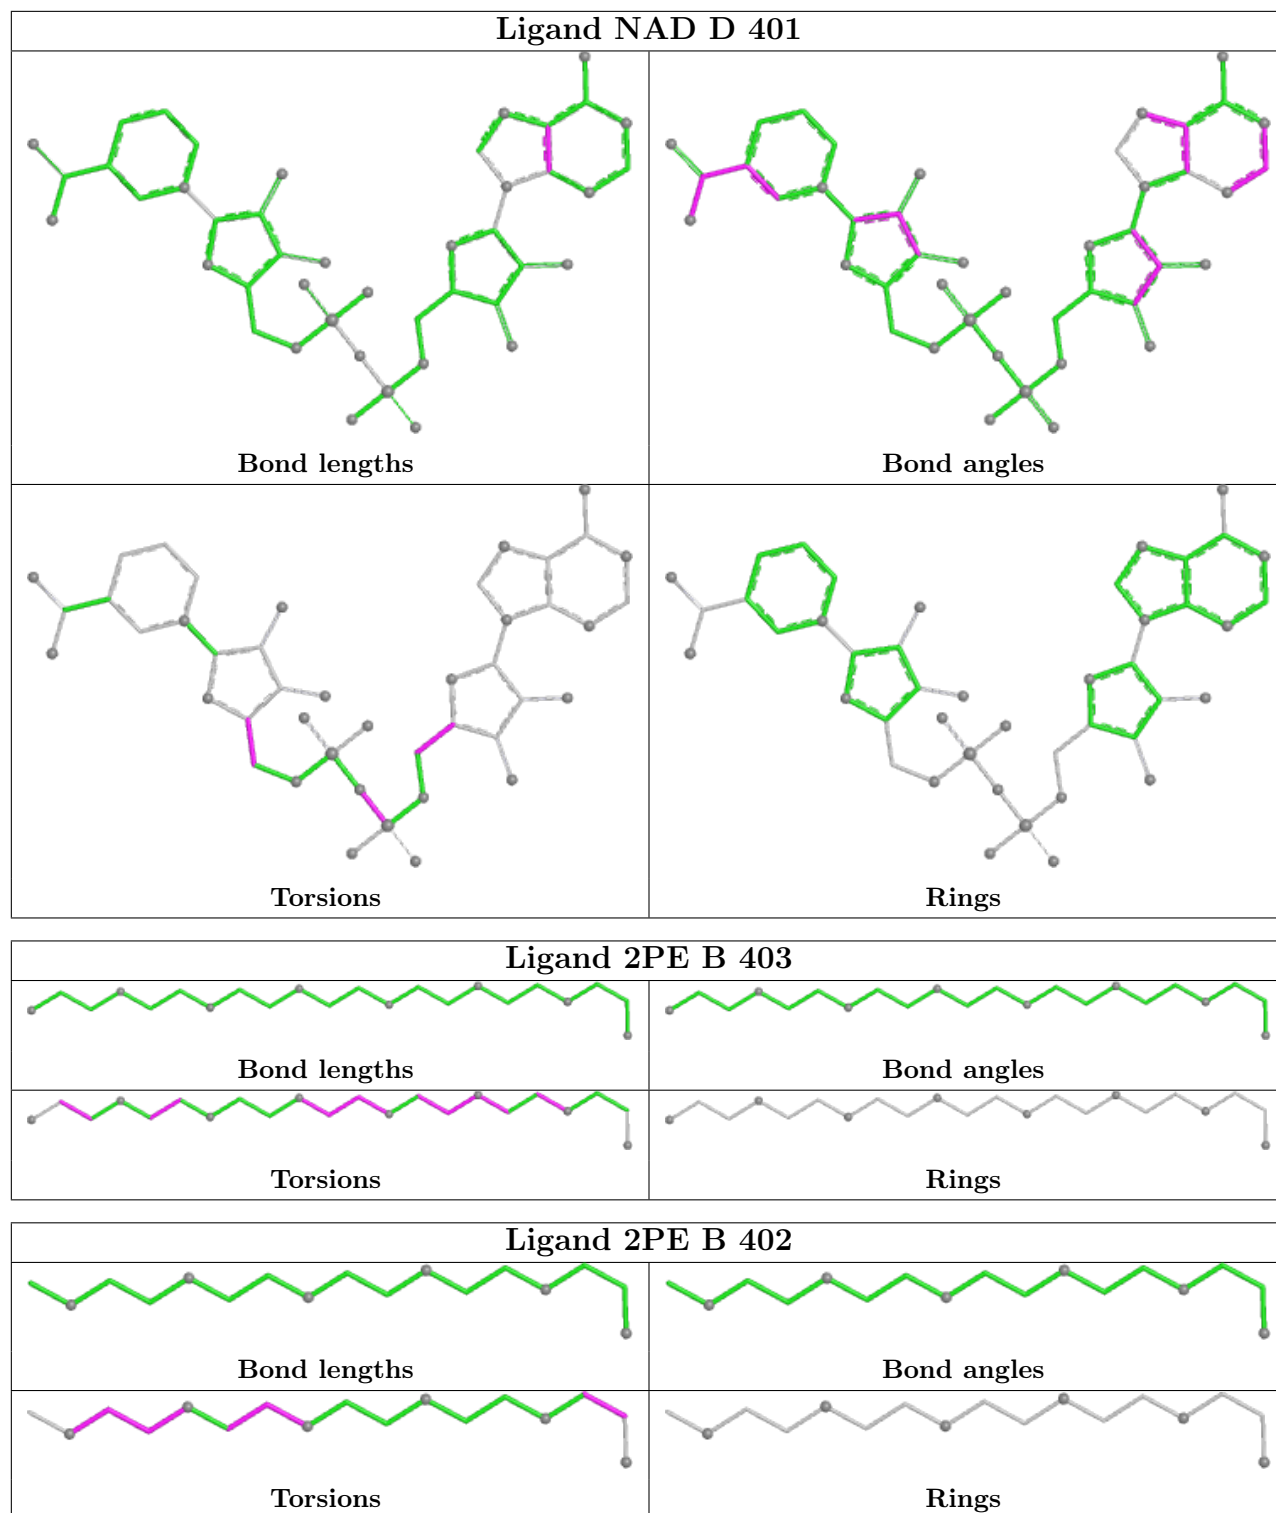 Ligand NAD D 401
Bond lengths
Bond angles
Torsions
Rings
Ligand 2PE B 403
Bond lengths
Bond angles
Torsions
Rings
Ligand 2PE B 402
Bond lengths
Bond angles
Torsions
Rings